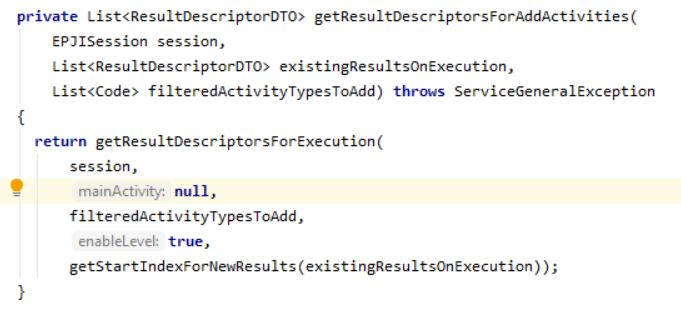 private List<ResultDescriptorDTO> getResultDescriptorsForAddActivities(
EPJISession session,
List<ResultDescriptorDTO> existingResultsOnExecution,
List<Code> filteredActivityTypesToAdd) throws ServiceGeneralException
{
return getResultDescriptorsForExecution(
session,
mainActivity: null,
filteredActivityTypesToAdd,
enableLevel: true,
getStartIndexForNewResults(existingResultsOnExecution));
}